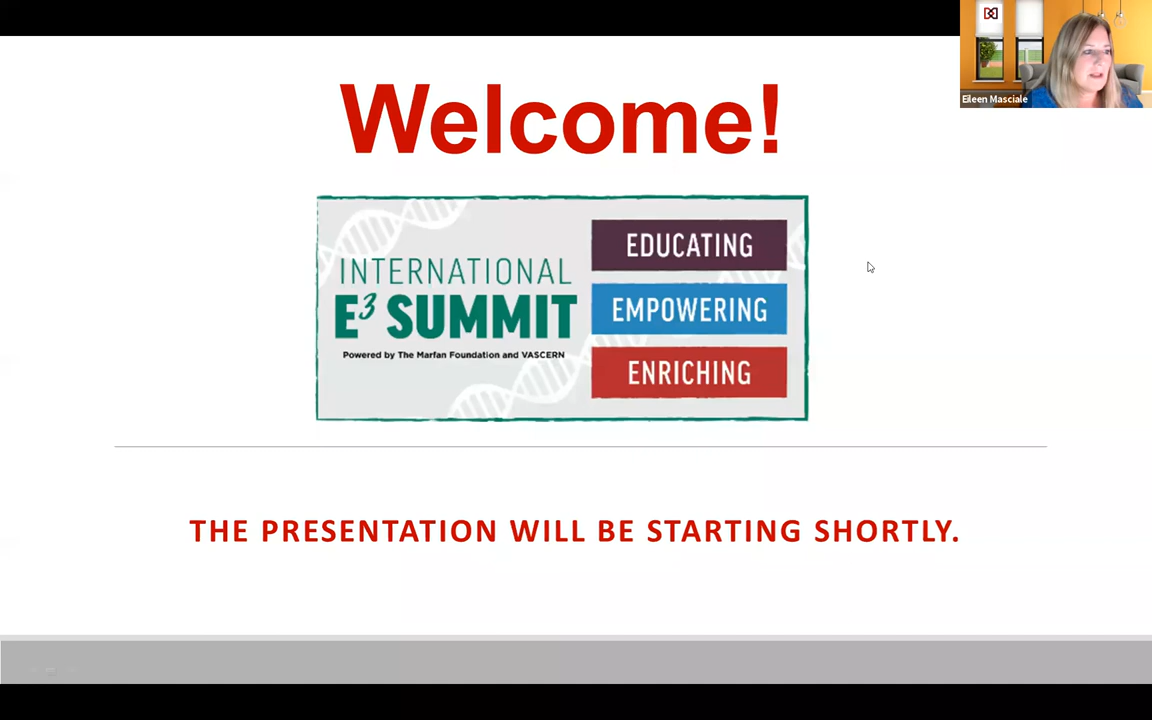 Welcome!
INTERNATIONAL
E³ SUMMIT
Powered by The Marfan Foundation and VASCERN
EDUCATING
EMPOWERING
ENRICHING
THE PRESENTATION WILL BE STARTING SHORTLY.
Eileen Masciale